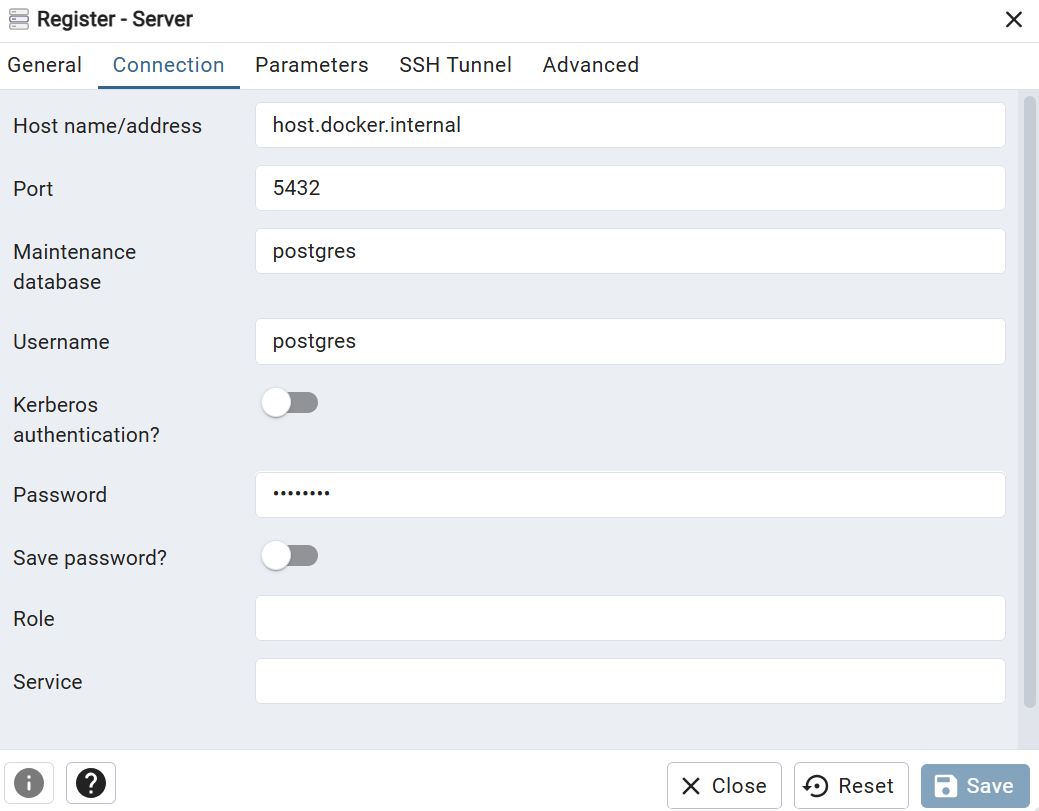 Register - Server
General Connection Parameters SSH Tunnel Advanced
Host name/address host.docker.internal
Port 5432
Maintenance
database
postgres
Username postgres
Kerberos
authentication?
Password ••••••••
Save password?
Role
Service
Close Reset Save